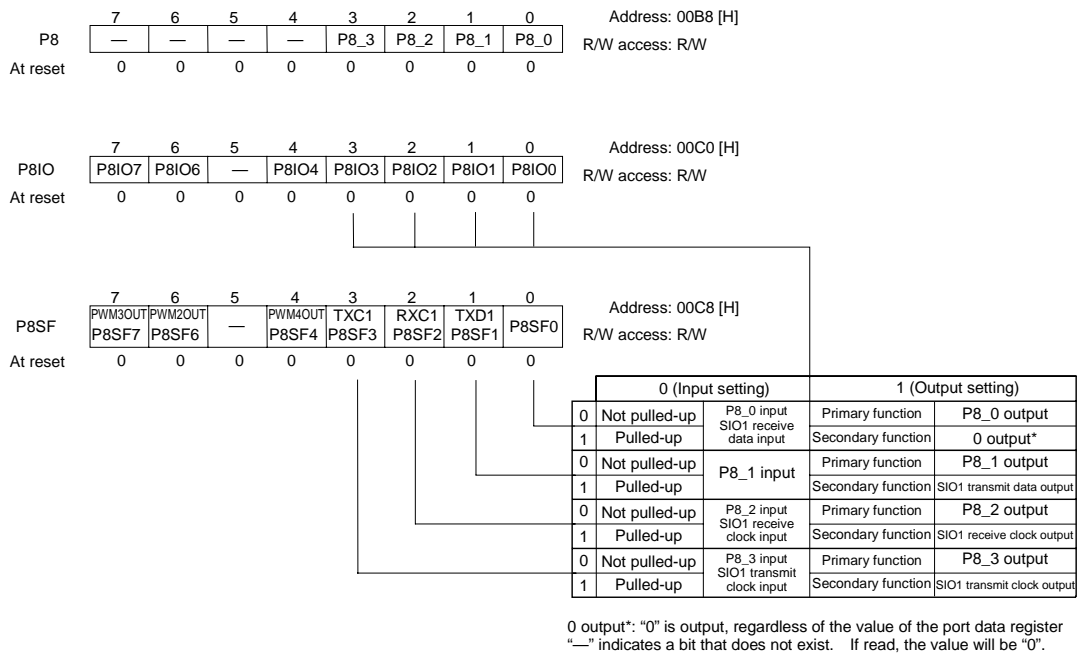 7 6 5 4 3 2 1 0 Address: 00B8 [H]
P8 — — — — P8_3 P8_2 P8_1 P8_0 R/W access: R/W
At reset 0 0 0 0 0 0 0 0
7 6 5 4 3 2 1 0 Address: 00C0 [H]
P8IO P8IO7 P8IO6 — P8IO4 P8IO3 P8IO2 P8IO1 P8IO0 R/W access: R/W
At reset 0 0 0 0 0 0 0 0
7 6 5 4 3 2 1 0 Address: 00C8 [H]
PWM3OUT PWM2OUT PWM4OUT TXC1 RXC1 TXD1
P8SF P8SF7 P8SF6 — P8SF4 P8SF3 P8SF2 P8SF1 P8SF0 R/W access: R/W
At reset 0 0 0 0 0 0 0 0
0 (Input setting) 1 (Output setting)
0 Not pulled-up P8_0 input Primary function P8_0 output
SIO1 receive
1 Pulled-up data input Secondary function 0 output*
0 Not pulled-up Primary function P8_1 output
P8_1 input
1 Pulled-up Secondary function SIO1 transmit data output
0 Not pulled-up P8_2 input Primary function P8_2 output
SIO1 receive
1 Pulled-up clock input Secondary function SIO1 receive clock output
0 Not pulled-up P8_3 input Primary function P8_3 output
SIO1 transmit
1 Pulled-up clock input Secondary function SIO1 transmit clock output
0 output*: “0” is output, regardless of the value of the port data register
“—” indicates a bit that does not exist. If read, the value will be “0”.